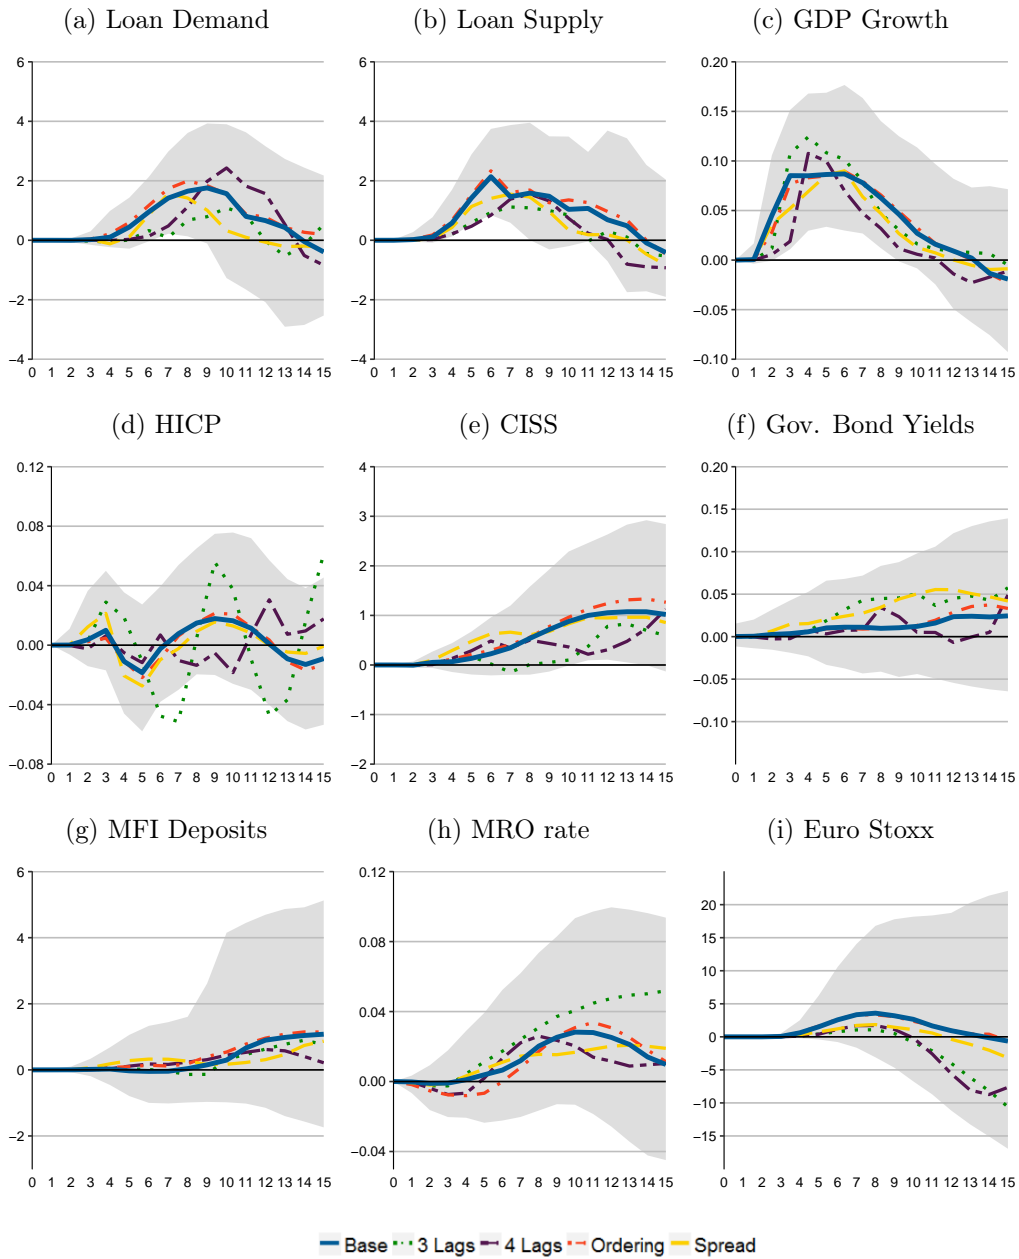 (a) Loan Demand (b) Loan Supply (c) GDP Growth
6 6 0.20
4 4 0.15
2 2 0.10
0 0 0.05
−2 −2 0.00
−4 −4 −0.05
−0.10
0 1 2 3 4 5 6 7 8 9 10 11 12 13 14 15 0 1 2 3 4 5 6 7 8 9 10 11 12 13 14 15 0 1 2 3 4 5 6 7 8 9 10 11 12 13 14 15
(d) HICP (e) CISS (f) Gov. Bond Yields
0.12 4 0.20
0.08 3 0.15
0.04 2 0.10
0.00 1 0.05
−0.04 0 0.00
−0.08 −1 −0.05
−2 −0.10
0 1 2 3 4 5 6 7 8 9 10 11 12 13 14 15 0 1 2 3 4 5 6 7 8 9 10 11 12 13 14 15 0 1 2 3 4 5 6 7 8 9 10 11 12 13 14 15
(g) MFI Deposits (h) MRO rate (i) Euro Stoxx
6 0.12 20
4 0.08 15
2 0.04 10
0 0.00 5
−2 −0.04 0
−5
−10
−15
0 1 2 3 4 5 6 7 8 9 10 11 12 13 14 15 0 1 2 3 4 5 6 7 8 9 10 11 12 13 14 15 0 1 2 3 4 5 6 7 8 9 10 11 12 13 14 15
Base 3 Lags 4 Lags Ordering Spread